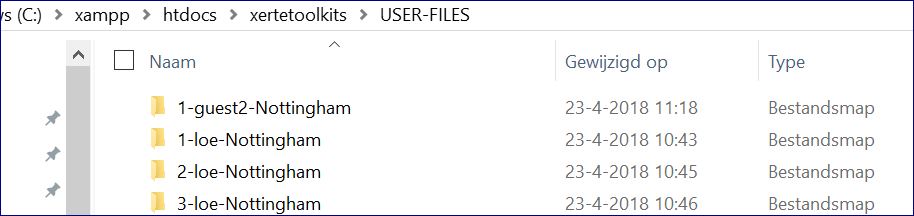 ws (C:) > xampp > htdocs > xertetoolkits > USER-FILES
Naam Gewijzigd op Type
1-guest2-Nottingham 23-4-2018 11:18 Bestandsmap
1-loe-Nottingham 23-4-2018 10:43 Bestandsmap
2-loe-Nottingham 23-4-2018 10:45 Bestandsmap
3-loe-Nottingham 23-4-2018 10:46 Bestandsmap